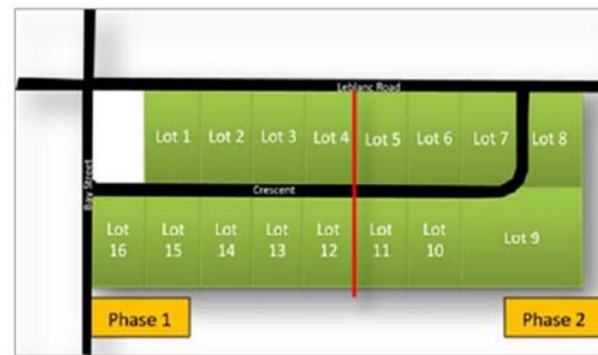 Leblanc Road
Bay Street
Lot 1
Lot 2
Lot 3
Lot 4
Lot 5
Lot 6
Lot 7
Lot 8
Crescent
Lot
16
Lot
15
Lot
14
Lot
13
Lot
12
Lot
11
Lot
10
Lot 9
Phase 1
Phase 2